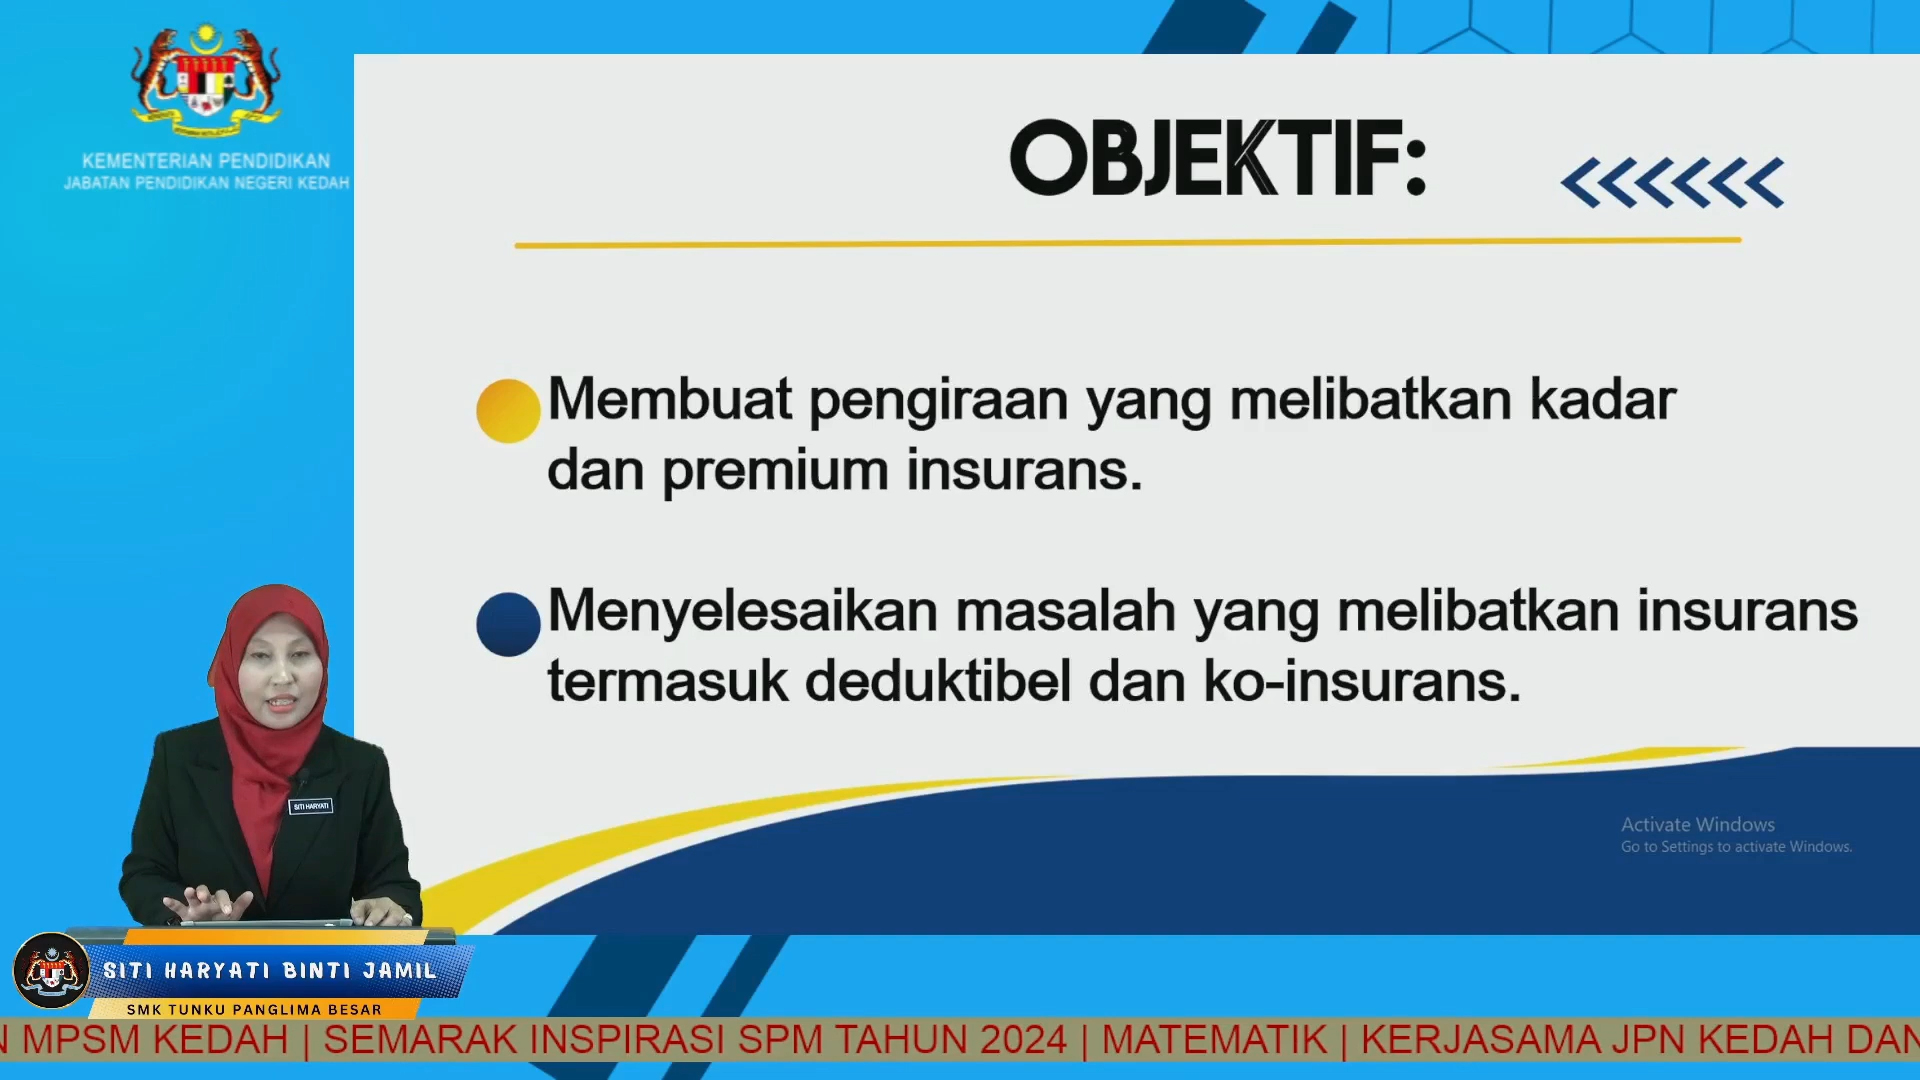 KEMENTERIAN PENDIDIKAN
JABATAN PENDIDIKAN NEGERI KEDAH
OBJEKTIF:
Membuat pengiraan yang melibatkan kadar
dan premium insurans.
Menyelesaikan masalah yang melibatkan insurans
termasuk deduktibel dan ko-insurans.
Activate Windows
Go to Settings to activate Windows.
SITI HARYATI
SITI HARYATI BINTI JAMIL
SMK TUNKU PANGLIMA BESAR
N MPSM KEDAH | SEMARAK INSPIRASI SPM TAHUN 2024 | MATEMATIK | KERJASAMA JPN KEDAH DAN